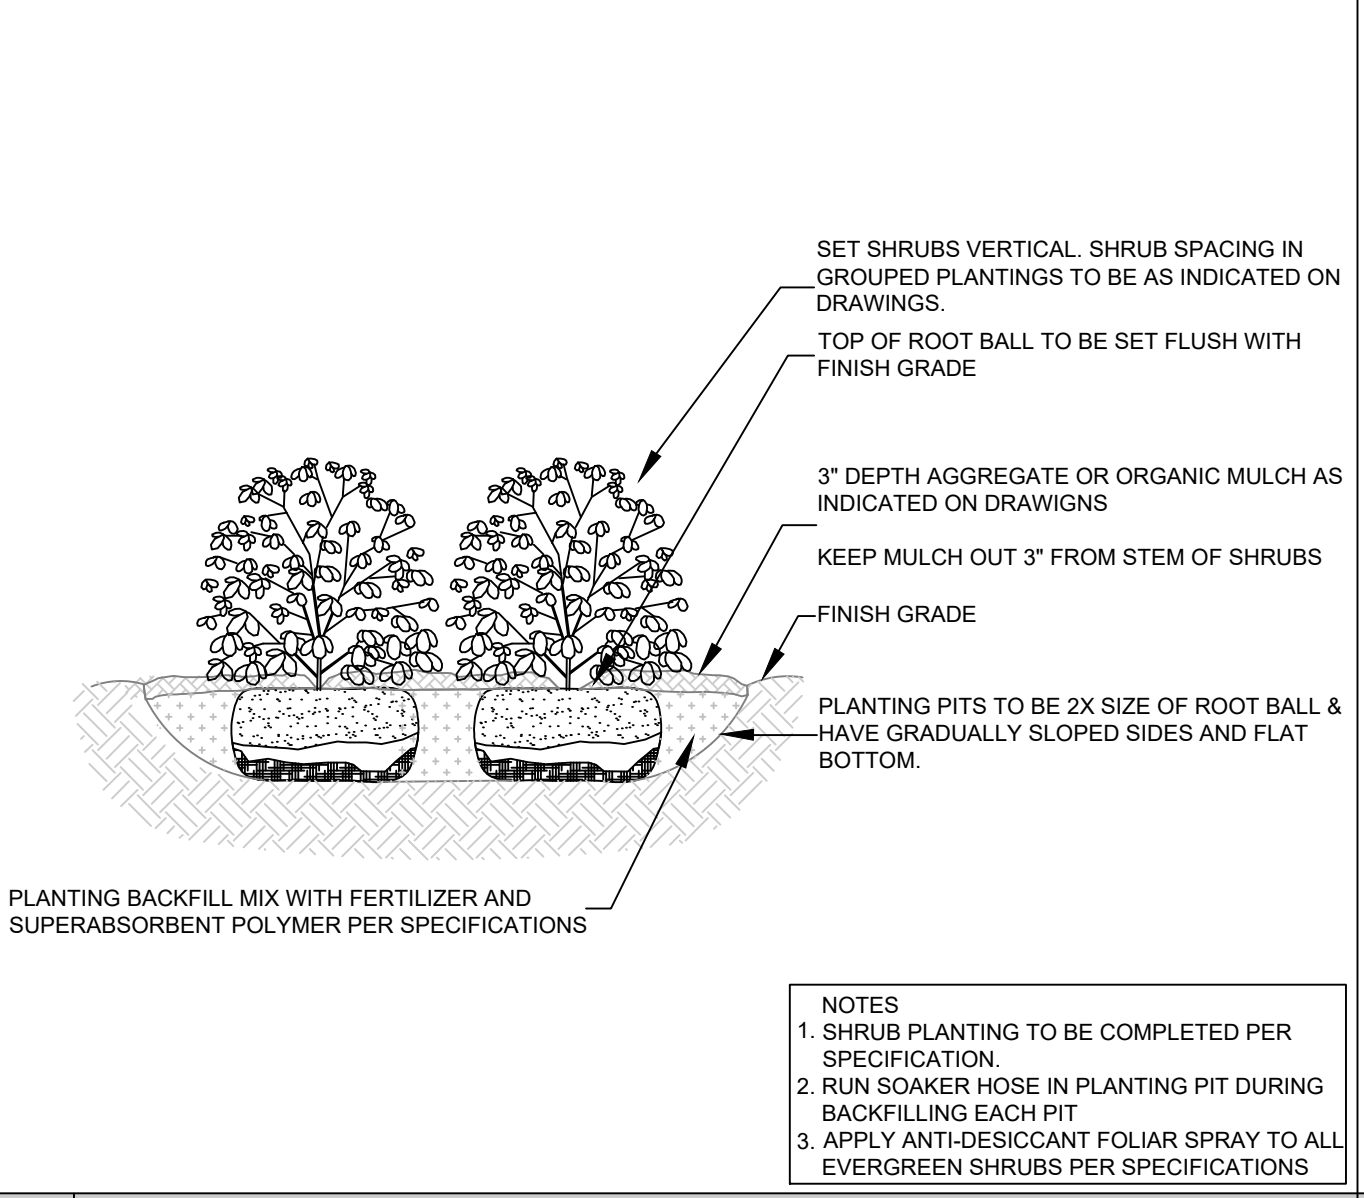 SET SHRUBS VERTICAL. SHRUB SPACING IN
GROUPED PLANTINGS TO BE AS INDICATED ON
DRAWINGS.
TOP OF ROOT BALL TO BE SET FLUSH WITH
FINISH GRADE
3" DEPTH AGGREGATE OR ORGANIC MULCH AS
INDICATED ON DRAWIGNS
KEEP MULCH OUT 3" FROM STEM OF SHRUBS
FINISH GRADE
PLANTING PITS TO BE 2X SIZE OF ROOT BALL &
HAVE GRADUALLY SLOPED SIDES AND FLAT
BOTTOM.
PLANTING BACKFILL MIX WITH FERTILIZER AND
SUPERABSORBENT POLYMER PER SPECIFICATIONS
NOTES
1. SHRUB PLANTING TO BE COMPLETED PER
SPECIFICATION.
2. RUN SOAKER HOSE IN PLANTING PIT DURING
BACKFILLING EACH PIT
3. APPLY ANTI-DESICCANT FOLIAR SPRAY TO ALL
EVERGREEN SHRUBS PER SPECIFICATIONS